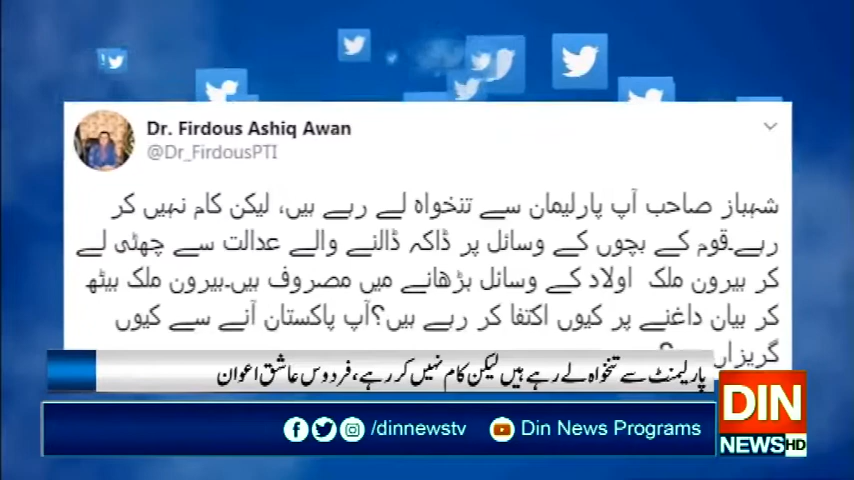 Dr. Firdous Ashiq Awan
@Dr_FirdousPTI
شہباز صاحب آپ پارلیمان سے تنخواہ لے رہے ہیں، لیکن کام نہیں کر
رہے۔قوم کے بچوں کے وسائل پر ڈاکہ ڈالنے والے عدالت سے چھٹی لے
کر بیرون ملک اولاد کے وسائل بڑھانے میں مصروف ہیں۔بیرون ملک بیٹھ
کر بیان داغنے پر کیوں اکتفا کر رہے ہیں؟آپ پاکستان آنے سے کیوں
گریزاں
پارلیمنٹ سے تنخواہ لے رہے ہیں لیکن کام نہیں کر رہے، فردوس عاشق اعوان
/dinnewstv Din News Programs
DIN
NEWS HD